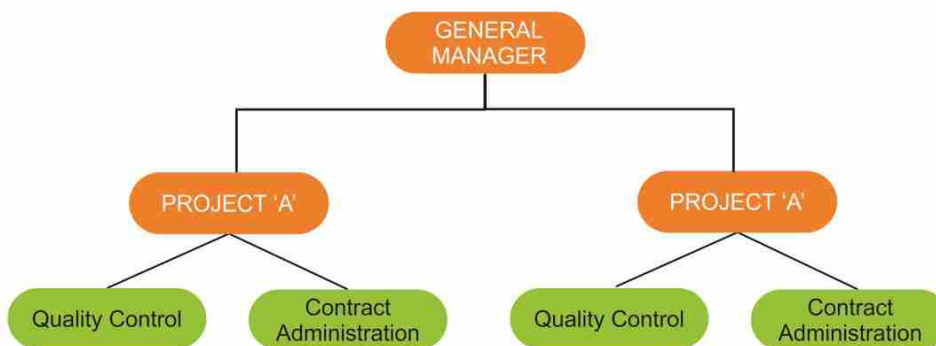 GENERAL
MANAGER
PROJECT ‘A’
PROJECT ‘A’
Quality Control
Contract
Administration
Quality Control
Contract
Administration